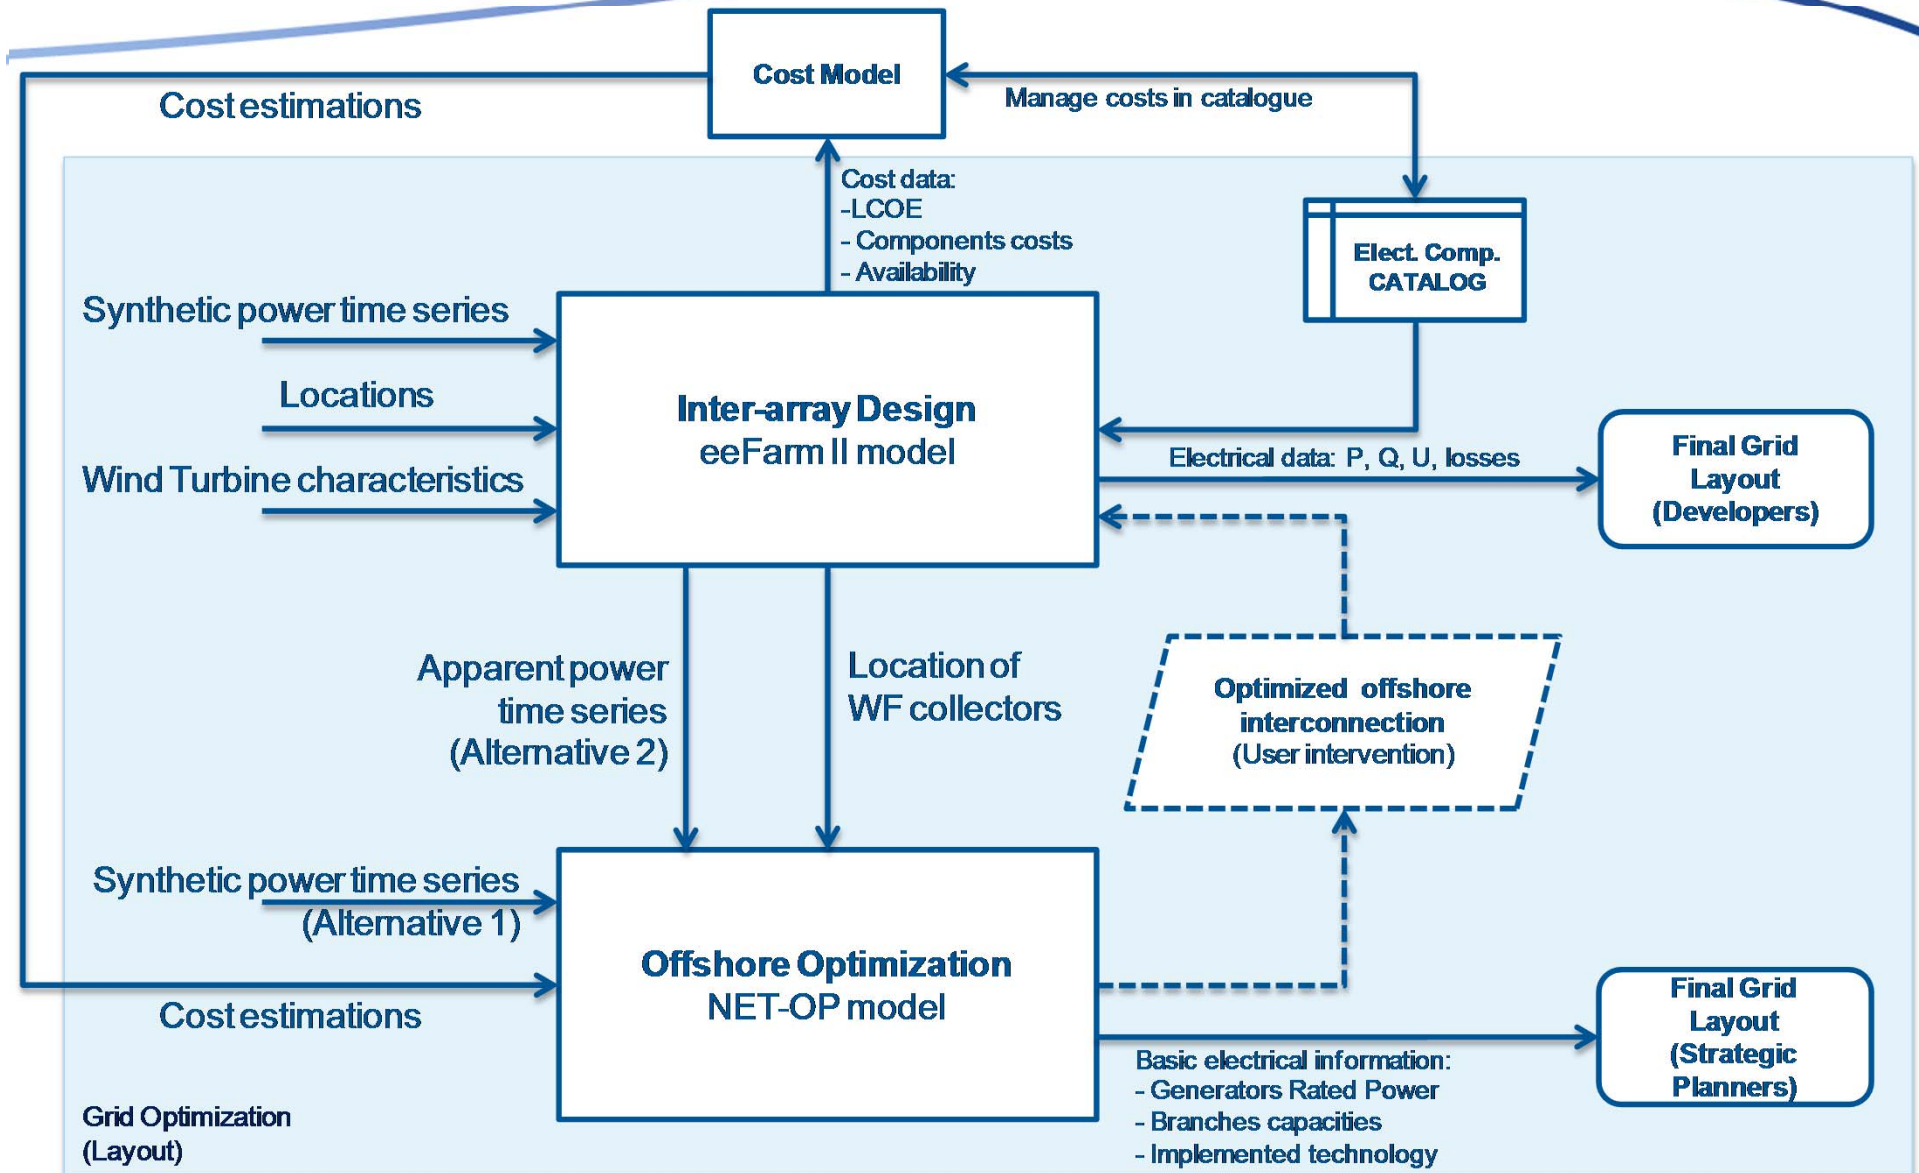 Cost Model
Cost estimations
Manage costs in catalogue
Cost data:
-LCOE
- Components costs
- Availability
Elect. Comp.
CATALOG
Synthetic power time series
Locations
Wind Turbine characteristics
Inter-array Design
eeFarm II model
Electrical data: P, Q, U, losses
Final Grid
Layout
(Developers)
Apparent power
time series
(Alternative 2)
Location of
WF collectors
Optimized offshore
interconnection
(User intervention)
Synthetic power time series
(Alternative 1)
Offshore Optimization
NET-OP model
Cost estimations
Final Grid
Layout
(Strategic
Planners)
Basic electrical information:
- Generators Rated Power
- Branches capacities
- Implemented technology
Grid Optimization
(Layout)